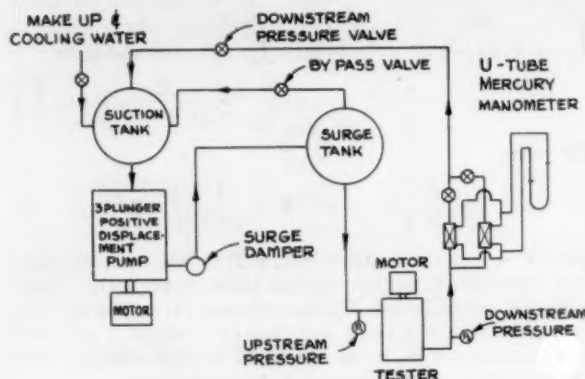 MAKE UP &
COOLING WATER
DOWNSTREAM
PRESSURE VALVE
BY PASS VALVE
U-TUBE
MERCURY
MANOMETER
SUCTION
TANK
SURGE
TANK
3 PLUNGER
POSITIVE
DISPLACE-
MENT
PUMP
SURGE
DAMPER
MOTOR
MOTOR
UPSTREAM
PRESSURE
TESTER
DOWNSTREAM
PRESSURE